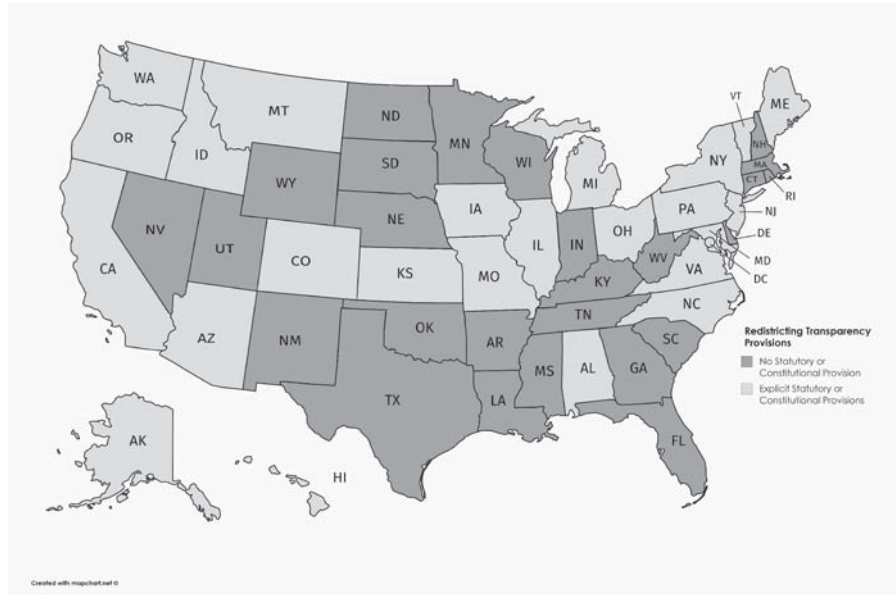 WA
MT
ND
MN
VT
ME
OR
ID
SD
WI
NH
NY
MA
WY
MI
CT
RI
IA
NE
PA
NJ
NV
IL
IN
OH
DE
UT
CO
WV
MD
CA
KS
MO
VA
DC
KY
NC
TN
AZ
NM
OK
AR
SC
MS
AL
GA
TX
LA
FL
AK
HI
Redistricting Transparency
Provisions
No Statutory or
Constitutional Provision
Explicit Statutory or
Constitutional Provisions
Created with mapchart.net ©